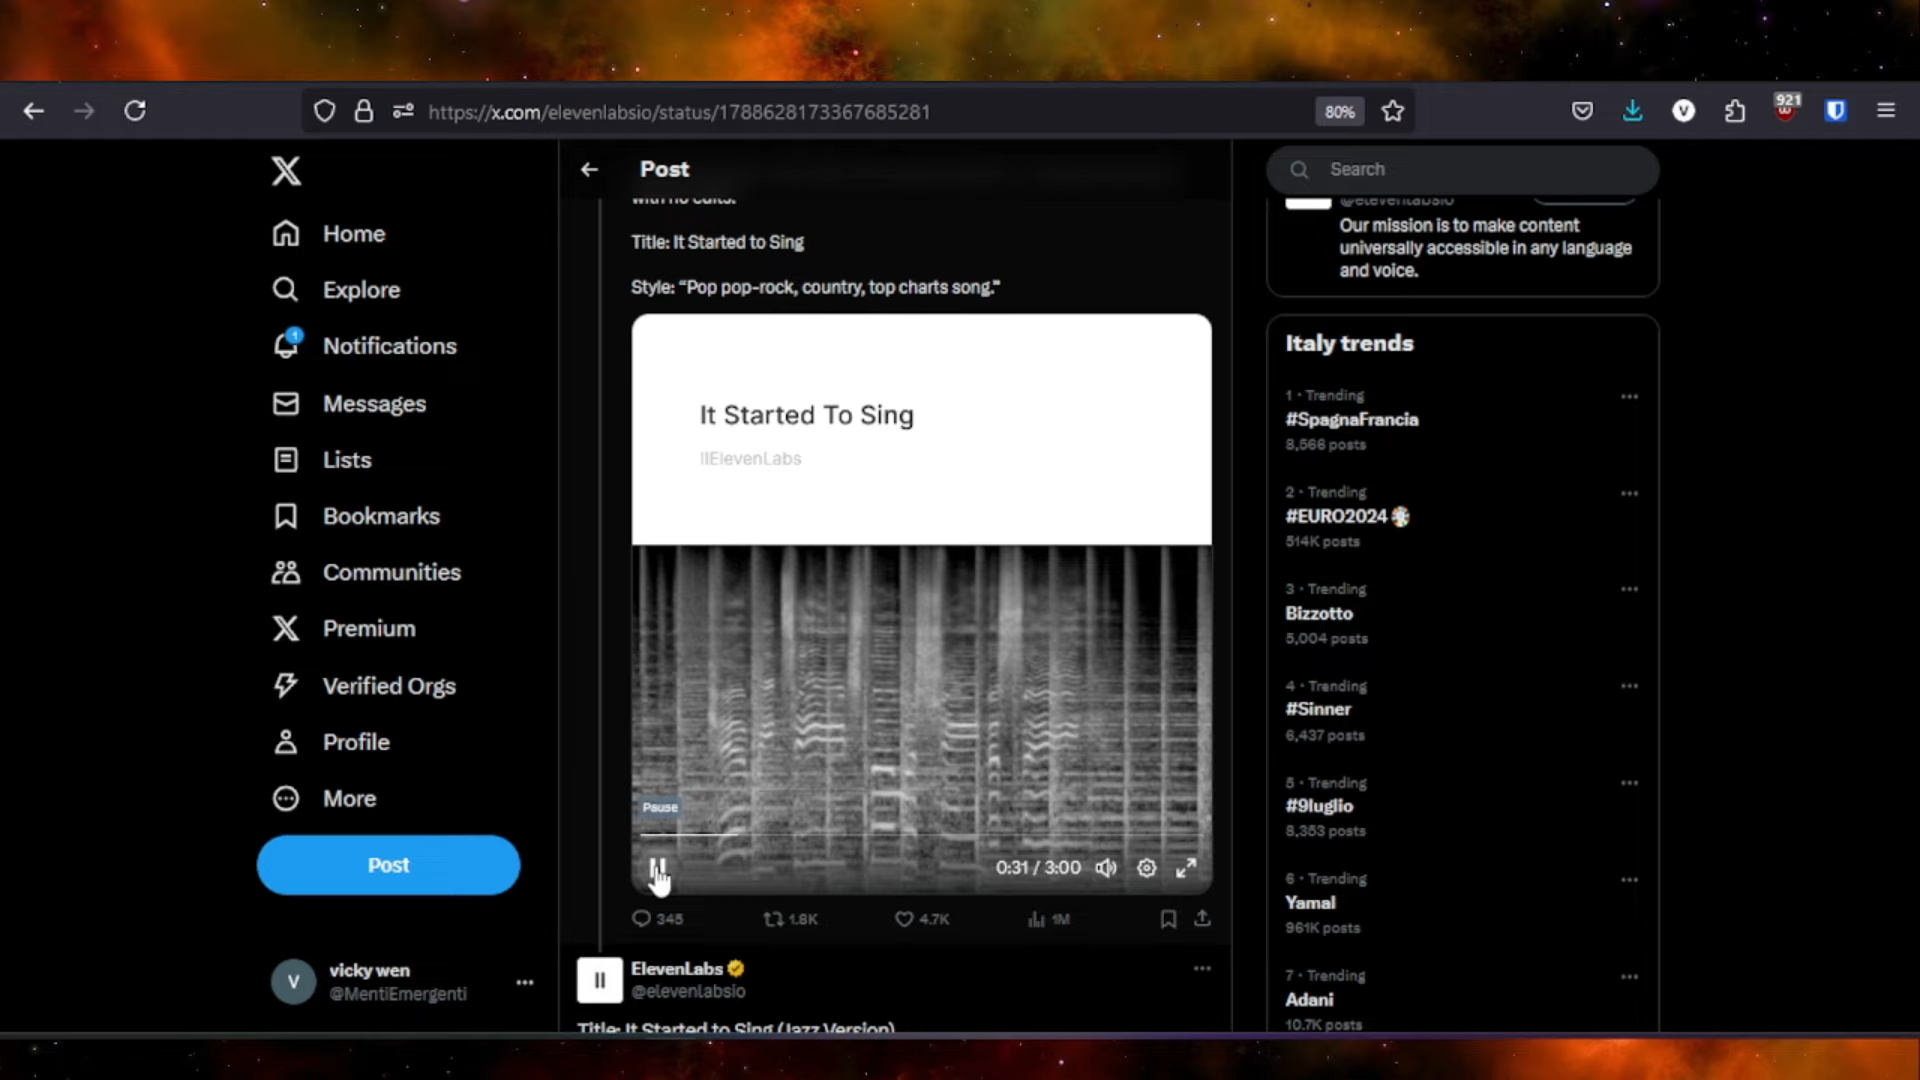 https://x.com/elevenlabsio/status/1788628173367685281
80%
921
Home
Explore
1
Notifications
Messages
Lists
Bookmarks
Communities
Premium
Verified Orgs
Profile
More
Post
V
vicky wen
@MentiEmergenti
Post
with no edits.
Title: It Started to Sing
Style: “Pop pop-rock, country, top charts song.”
It Started To Sing
IIElevenLabs
Pause
0:31 / 3:00
345
1.8K
4.7K
1M
ElevenLabs
@elevenlabsio
Title: It Started to Sing (Jazz Version)
Search
@elevenlabsio
Our mission is to make content
universally accessible in any language
and voice.
Italy trends
1 · Trending
#SpagnaFrancia
8,566 posts
2 · Trending
#EURO2024
514K posts
3 · Trending
Bizzotto
5,004 posts
4 · Trending
#Sinner
6,437 posts
5 · Trending
#9luglio
8,353 posts
6 · Trending
Yamal
961K posts
7 · Trending
Adani
10.7K posts